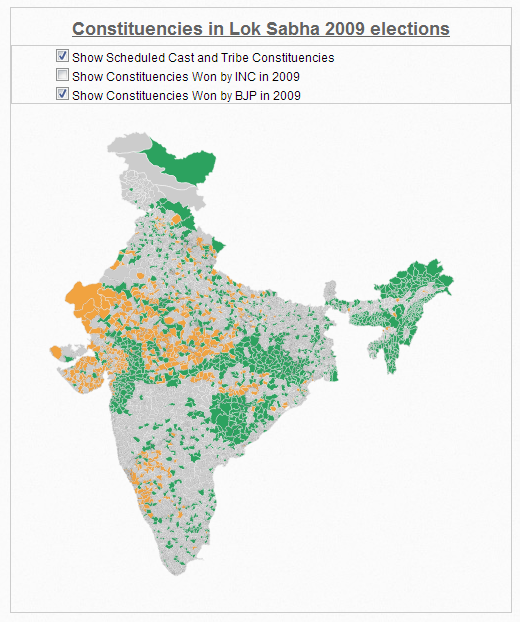 Constituencies in Lok Sabha 2009 elections
Show Scheduled Cast and Tribe Constituencies
Show Constituencies Won by INC in 2009
Show Constituencies Won by BJP in 2009